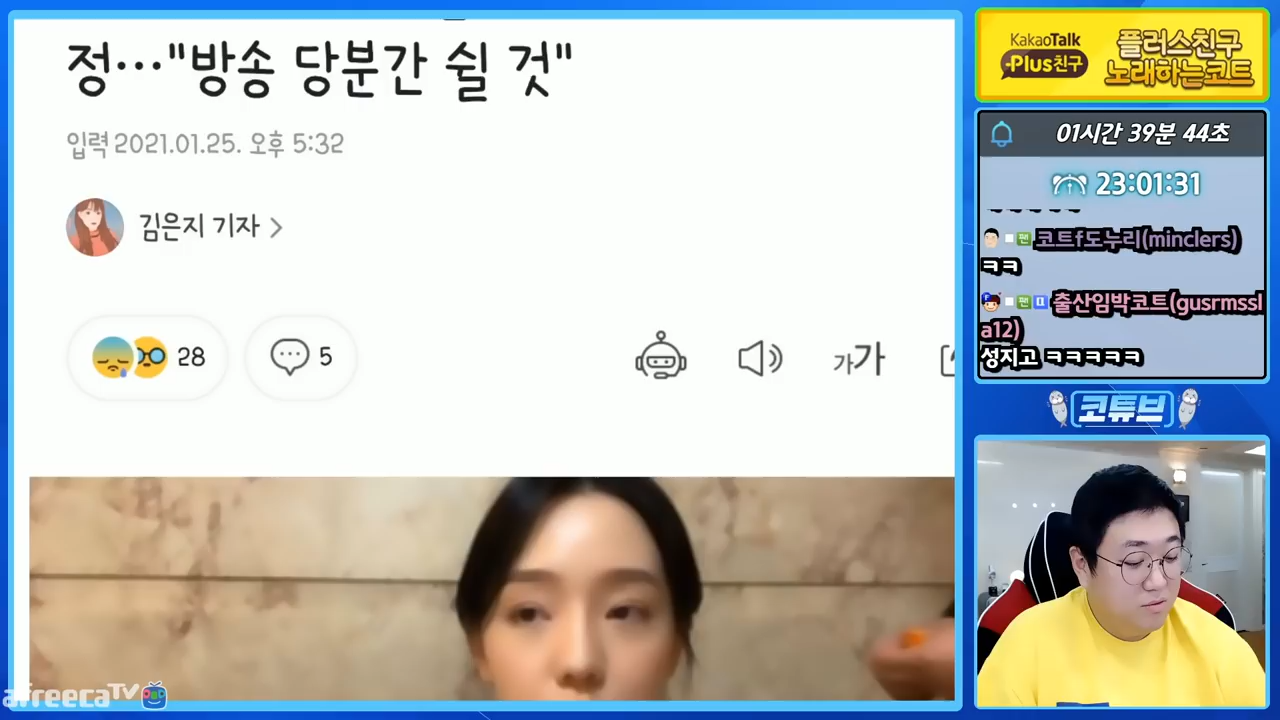 정…"방송 당분간 쉴 것"
입력 2021.01.25. 오후 5:32
김은지 기자
28
5
가가
KakaoTalk
Plus친구
플러스친구
노래하는코트
01시간 39분 44초
23:01:31
팬 코트f도누리(minclers)
ㅋㅋ
F 팬 출산임박코트(gusrmssl
a12)
성지고 ㅋㅋㅋㅋㅋ
코튜브
afreecaTV